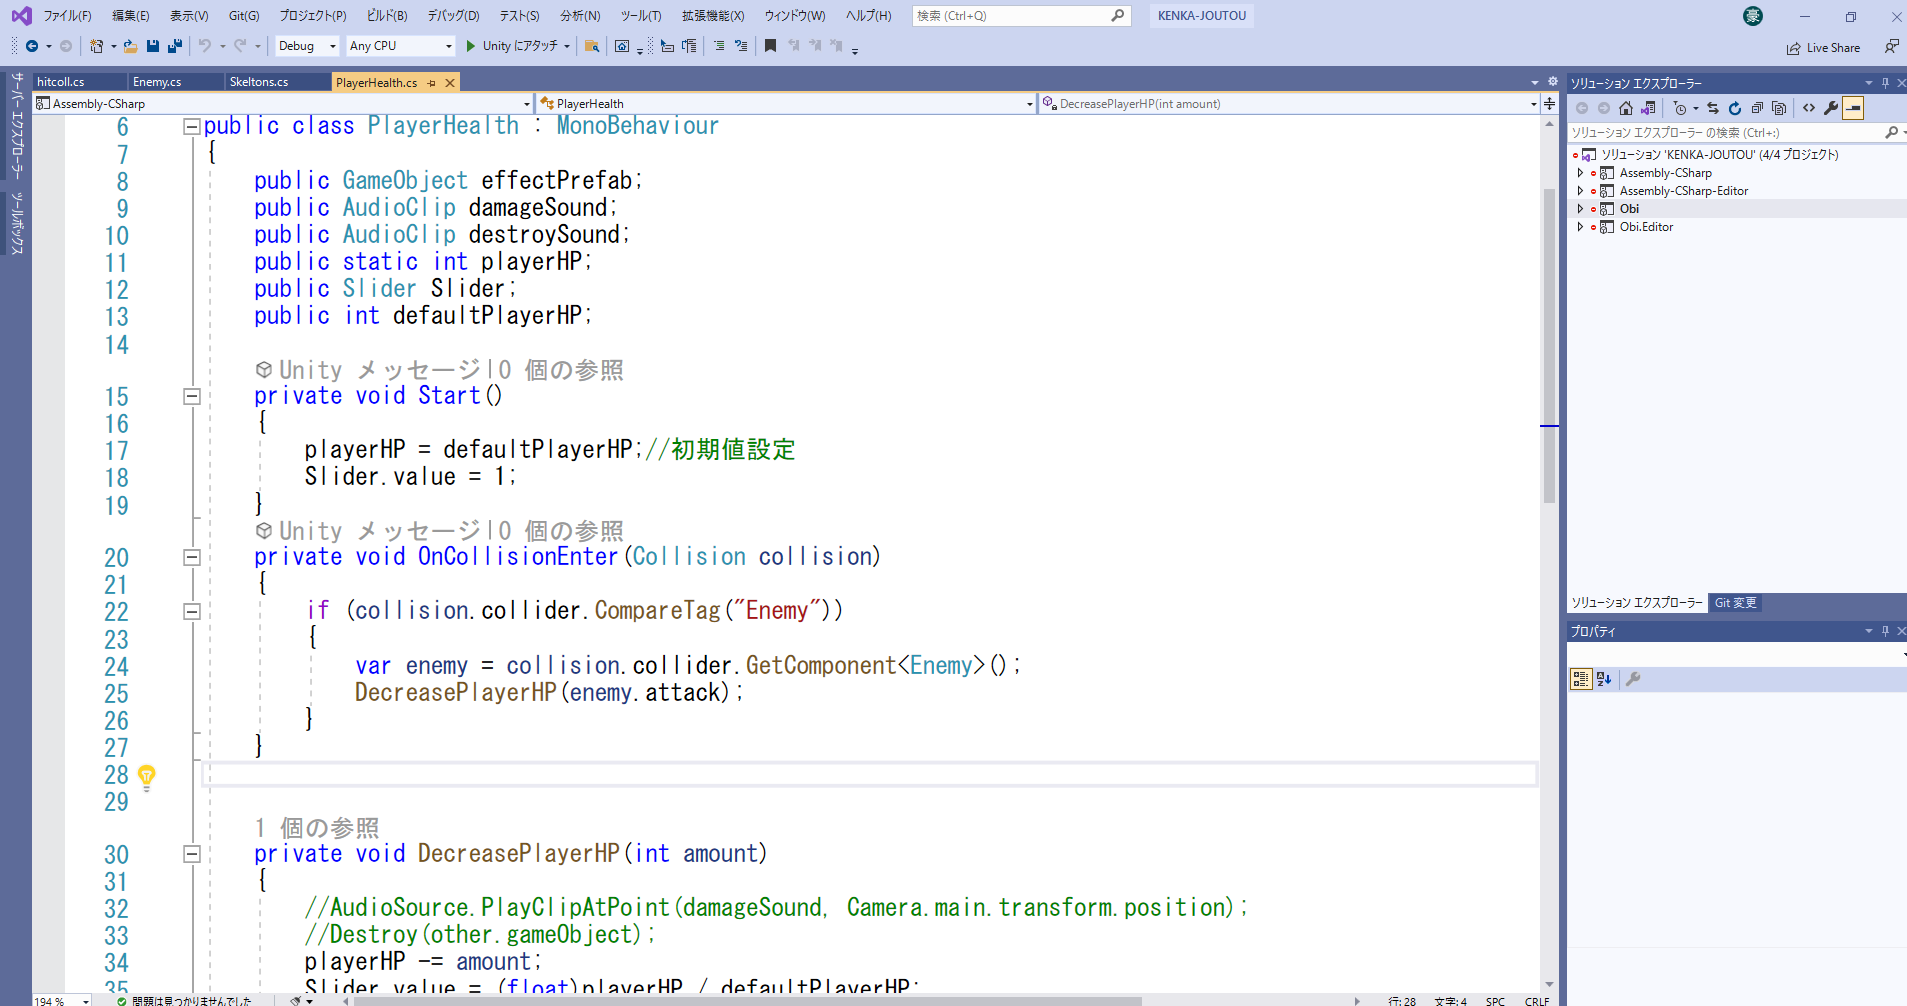 ファイル(F) 編集(E) 表示(V) Git(G) プロジェクト(P) ビルド(B) デバッグ(D) テスト(S) 分析(N) ツール(T) 拡張機能(X) ウィンドウ(W) ヘルプ(H) 検索 (Ctrl+Q) KENKA-JOUTOU 豪
Debug Any CPU Unity にアタッチ Live Share
サーバー エクスプローラー
ツールボックス
hitcoll.cs Enemy.cs Skeltons.cs PlayerHealth.cs
Assembly-CSharp PlayerHealth DecreasePlayerHP(int amount)
6 public class PlayerHealth : MonoBehaviour
7 {
8 public GameObject effectPrefab;
9 public AudioClip damageSound;
10 public AudioClip destroySound;
11 public static int playerHP;
12 public Slider Slider;
13 public int defaultPlayerHP;
14
Unity メッセージ|0 個の参照
15 private void Start()
16 {
17 playerHP = defaultPlayerHP;//初期値設定
18 Slider.value = 1;
19 }
Unity メッセージ|0 個の参照
20 private void OnCollisionEnter(Collision collision)
21 {
22 if (collision.collider.CompareTag("Enemy"))
23 {
24 var enemy = collision.collider.GetComponent<Enemy>();
25 DecreasePlayerHP(enemy.attack);
26 }
27 }
28
29
1 個の参照
30 private void DecreasePlayerHP(int amount)
31 {
32 //AudioSource.PlayClipAtPoint(damageSound, Camera.main.transform.position);
33 //Destroy(other.gameObject);
34 playerHP -= amount;
35 Slider.value = (float)playerHP / defaultPlayerHP;
194 % 問題は見つかりませんでした 行: 28 文字: 4 SPC CRLF
ソリューション エクスプローラー
ソリューション エクスプローラー の検索 (Ctrl+:)
ソリューション 'KENKA-JOUTOU' (4/4 プロジェクト)
Assembly-CSharp
Assembly-CSharp-Editor
Obi
Obi.Editor
ソリューション エクスプローラー Git 変更
プロパティ